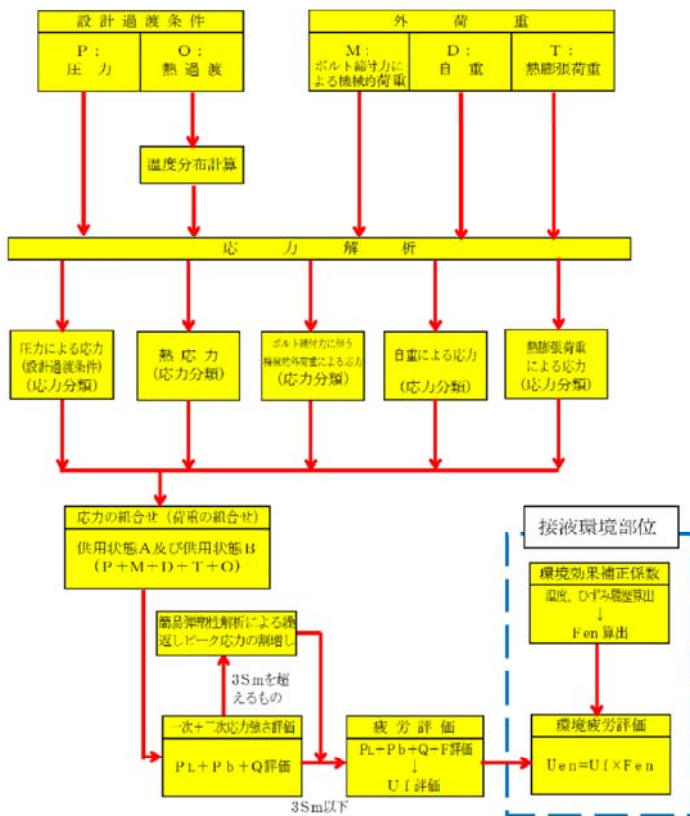 設計過渡条件
外荷重
P:
圧力
O:
熱過渡
M:
ボルト締付力に
よる機械的荷重
D:
自重
T:
熱膨張荷重
温度分布計算
応力解析
圧力による応力
(設計過渡条件)
(応力分類)
熱応力
(応力分類)
ボルト締付力に伴う
機械的外荷重による応力
(応力分類)
自重による応力
(応力分類)
熱膨張荷重
による応力
(応力分類)
応力の組合せ(荷重の組合せ)
供用状態A及び供用状態B
(P+M+D+T+O)
接液環境部位
環境効果補正係数
温度、ひずみ履歴算出
↓
Fen算出
簡易弾塑性解析による繰
返しピーク応力の割増し
3Smを超
えるもの
一次+二次応力強さ評価
PL+Pb+Q評価
3Sm以下
疲労評価
PL+Pb+Q+F評価
↓
Uf評価
環境疲労評価
Uen=Uf×Fen